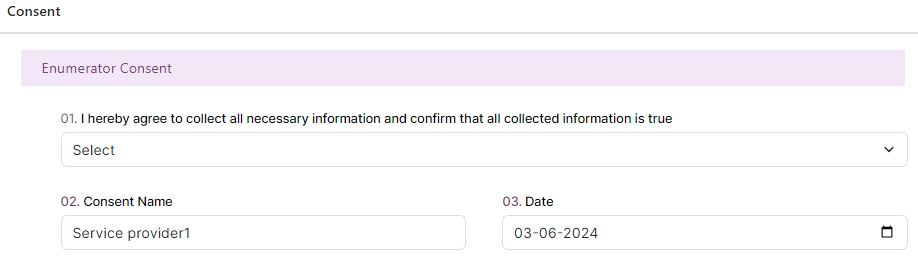 Consent
Enumerator Consent
01. I hereby agree to collect all necessary information and confirm that all collected information is true
Select
02. Consent Name
03. Date
Service provider1
03-06-2024